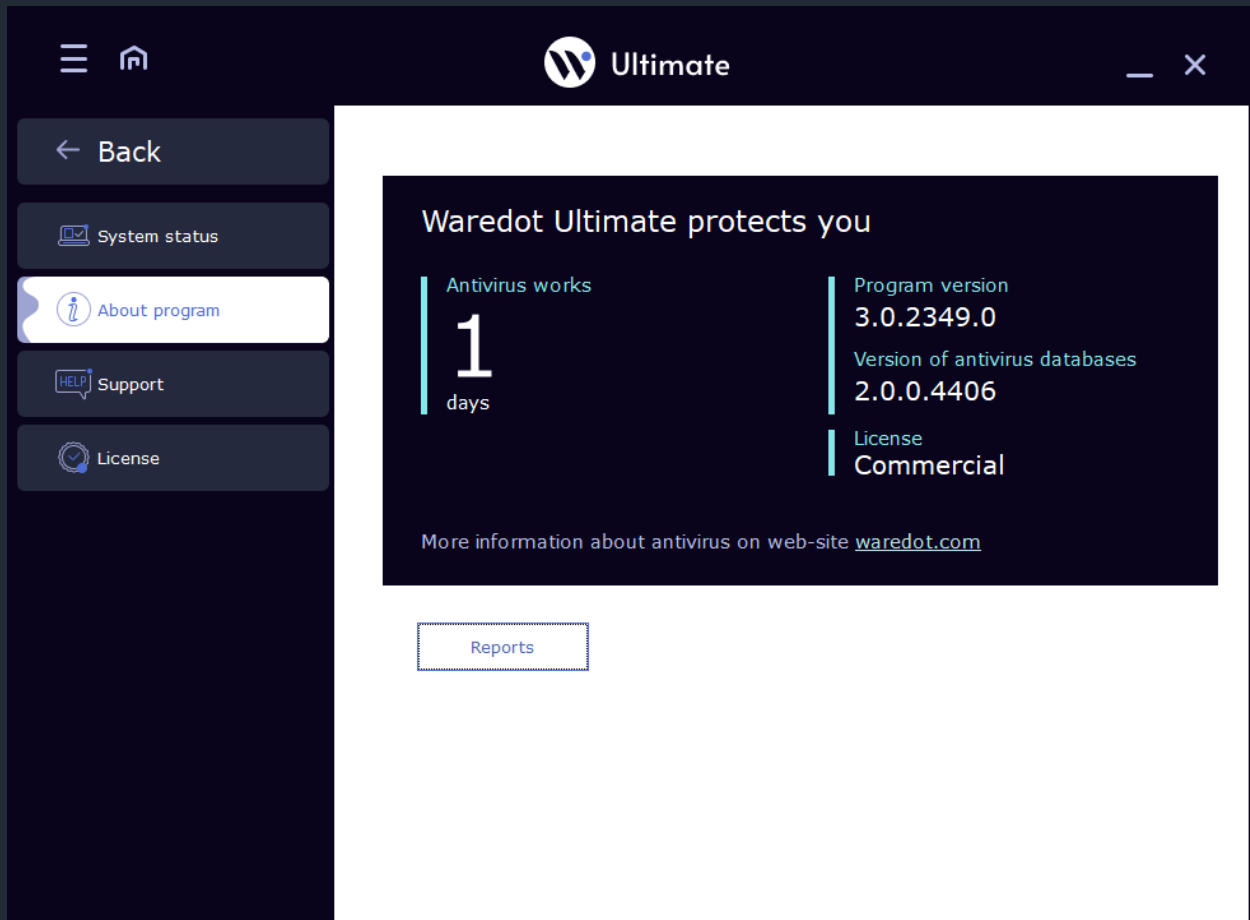 Ultimate
Back
System status
About program
HELP
Support
License
Waredot Ultimate protects you
Antivirus works
1
days
Program version
3.0.2349.0
Version of antivirus databases
2.0.0.4406
License
Commercial
More information about antivirus on web-site waredot.com
Reports